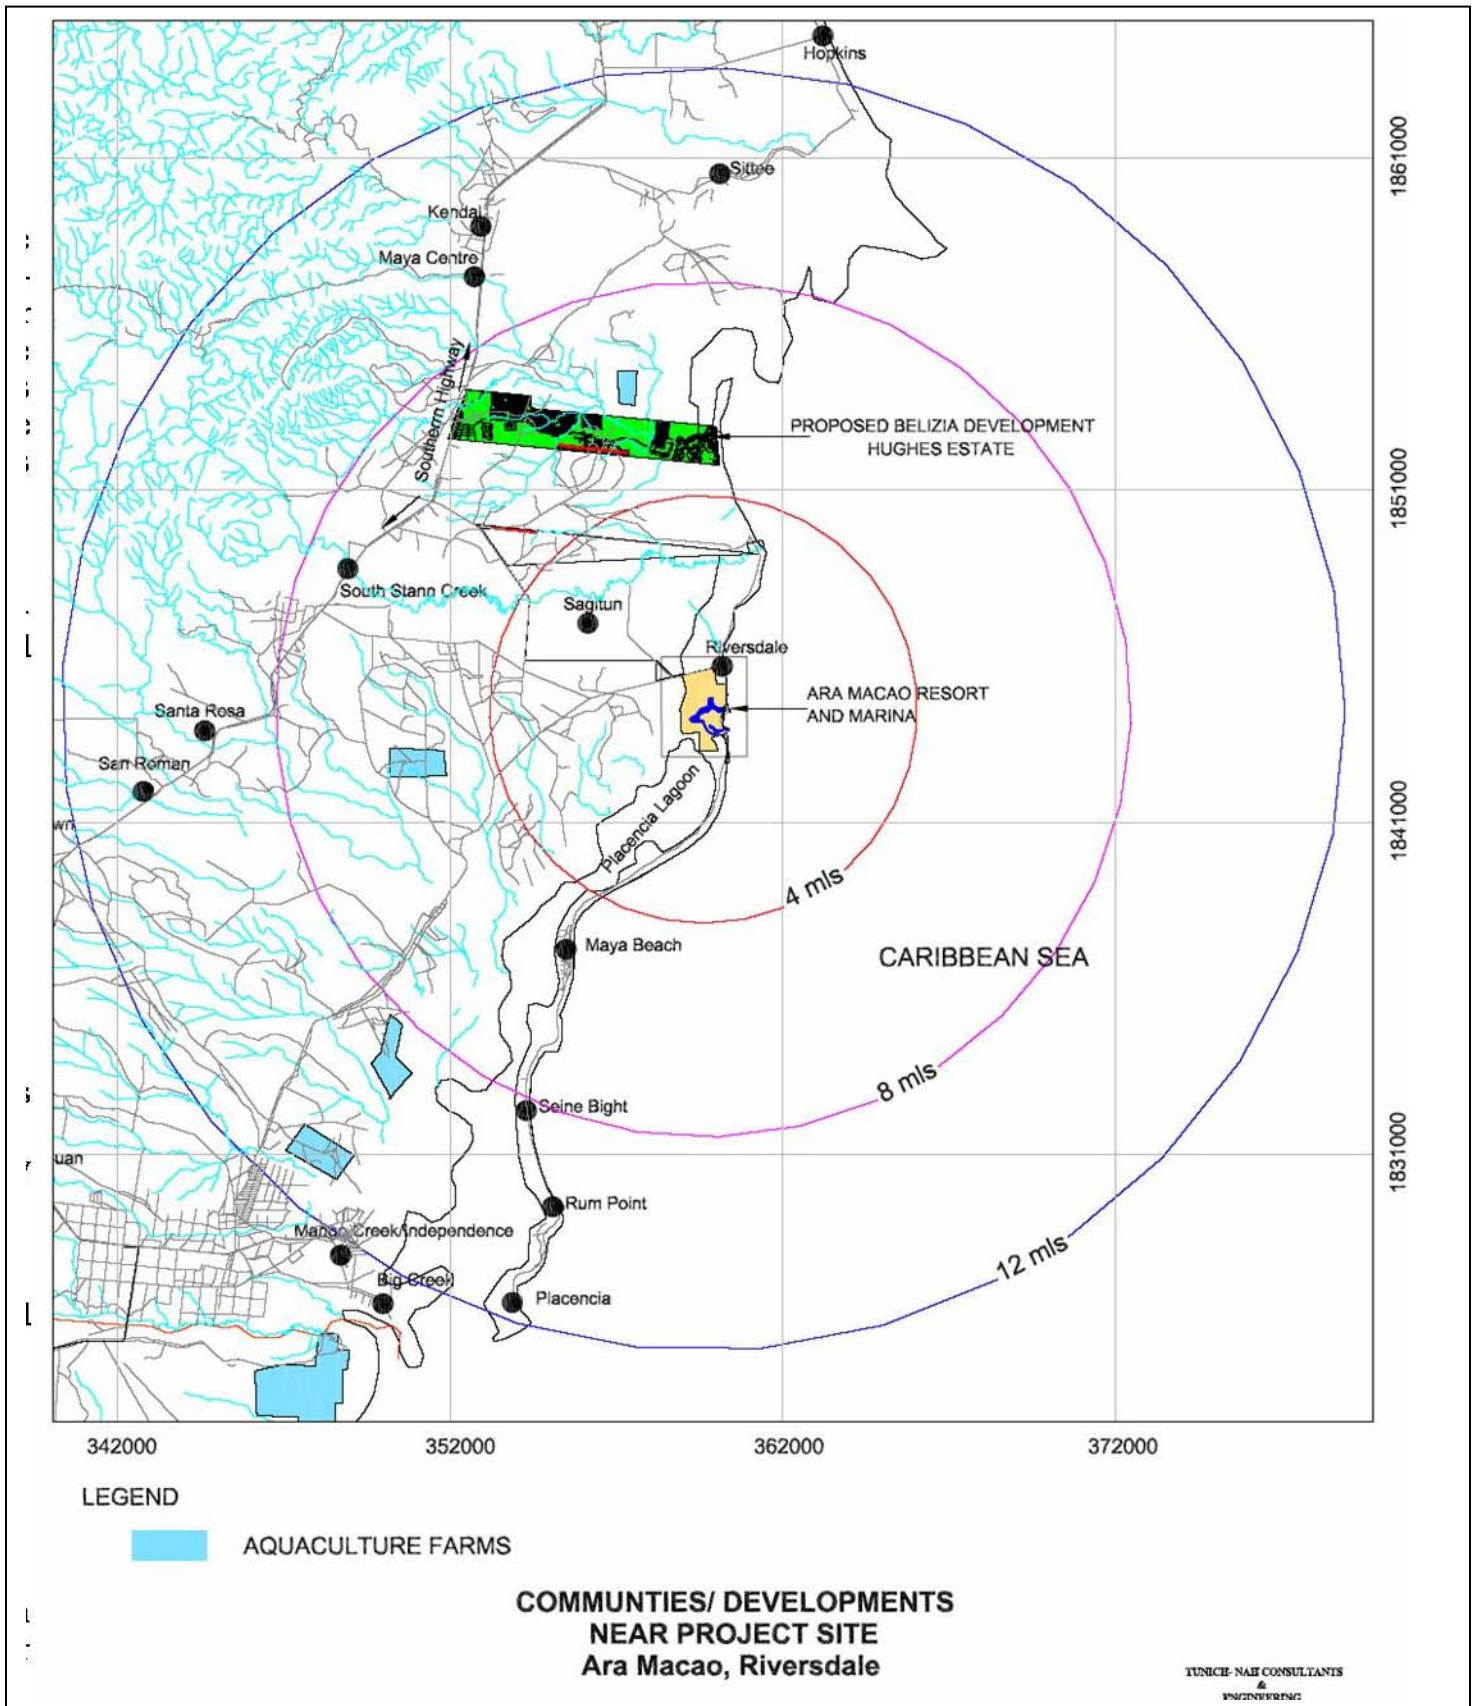 Hopkins
1861000
Sittee
Kendal
Maya Centre
Southern Highway
PROPOSED BELIZIA DEVELOPMENT
HUGHES ESTATE
1851000
South Stann Creek
Sagitun
Riversdale
ARA MACAO RESORT
AND MARINA
Santa Rosa
San Roman
Placencia Lagoon
1841000
4 mls
Maya Beach
CARIBBEAN SEA
8 mls
Seine Bight
uan
1831000
Rum Point
Creek/Independence
12 mls
Big Creek
Placencia
342000 352000 362000 372000
LEGEND
AQUACULTURE FARMS
COMMUNTIES/ DEVELOPMENTS
NEAR PROJECT SITE
Ara Macao, Riversdale
TUNICH- NAH CONSULTANTS
&
ENGINEERING